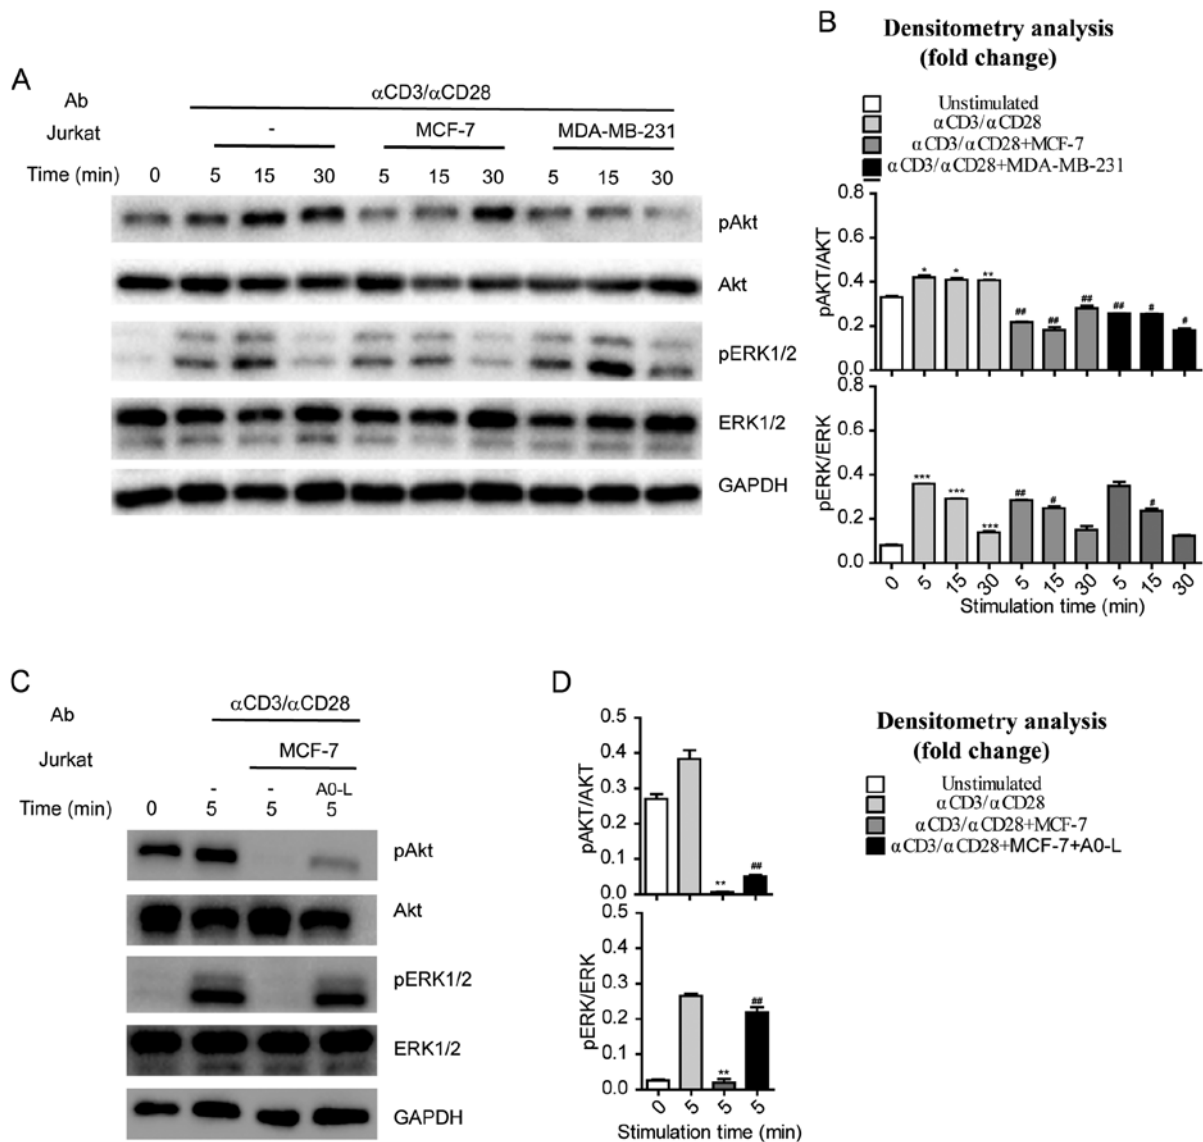 A
Ab
αCD3/αCD28
Jurkat
- MCF-7 MDA-MB-231
Time (min) 0 5 15 30 5 15 30 5 15 30
pAkt
Akt
pERK1/2
ERK1/2
GAPDH
B
Densitometry analysis
(fold change)
Unstimulated
αCD3/αCD28
αCD3/αCD28+MCF-7
αCD3/αCD28+MDA-MB-231
pAKT/AKT
0.8
0.6
0.4
0.2
0.0
* * ** ## ## ## ## # #
pERK/ERK
0.8
0.6
0.4
0.2
0.0
*** *** *** ## # #
0 5 15 30 5 15 30 5 15 30
Stimulation time (min)
C
Ab
αCD3/αCD28
Jurkat
MCF-7
- - A0-L
Time (min) 0 5 5 5
pAkt
Akt
pERK1/2
ERK1/2
GAPDH
D
pAKT/AKT
0.5
0.4
0.3
0.2
0.1
0.0
** ##
pERK/ERK
0.5
0.4
0.3
0.2
0.1
0.0
** ##
0 5 5 5
Stimulation time (min)
Densitometry analysis
(fold change)
Unstimulated
αCD3/αCD28
αCD3/αCD28+MCF-7
αCD3/αCD28+MCF-7+A0-L